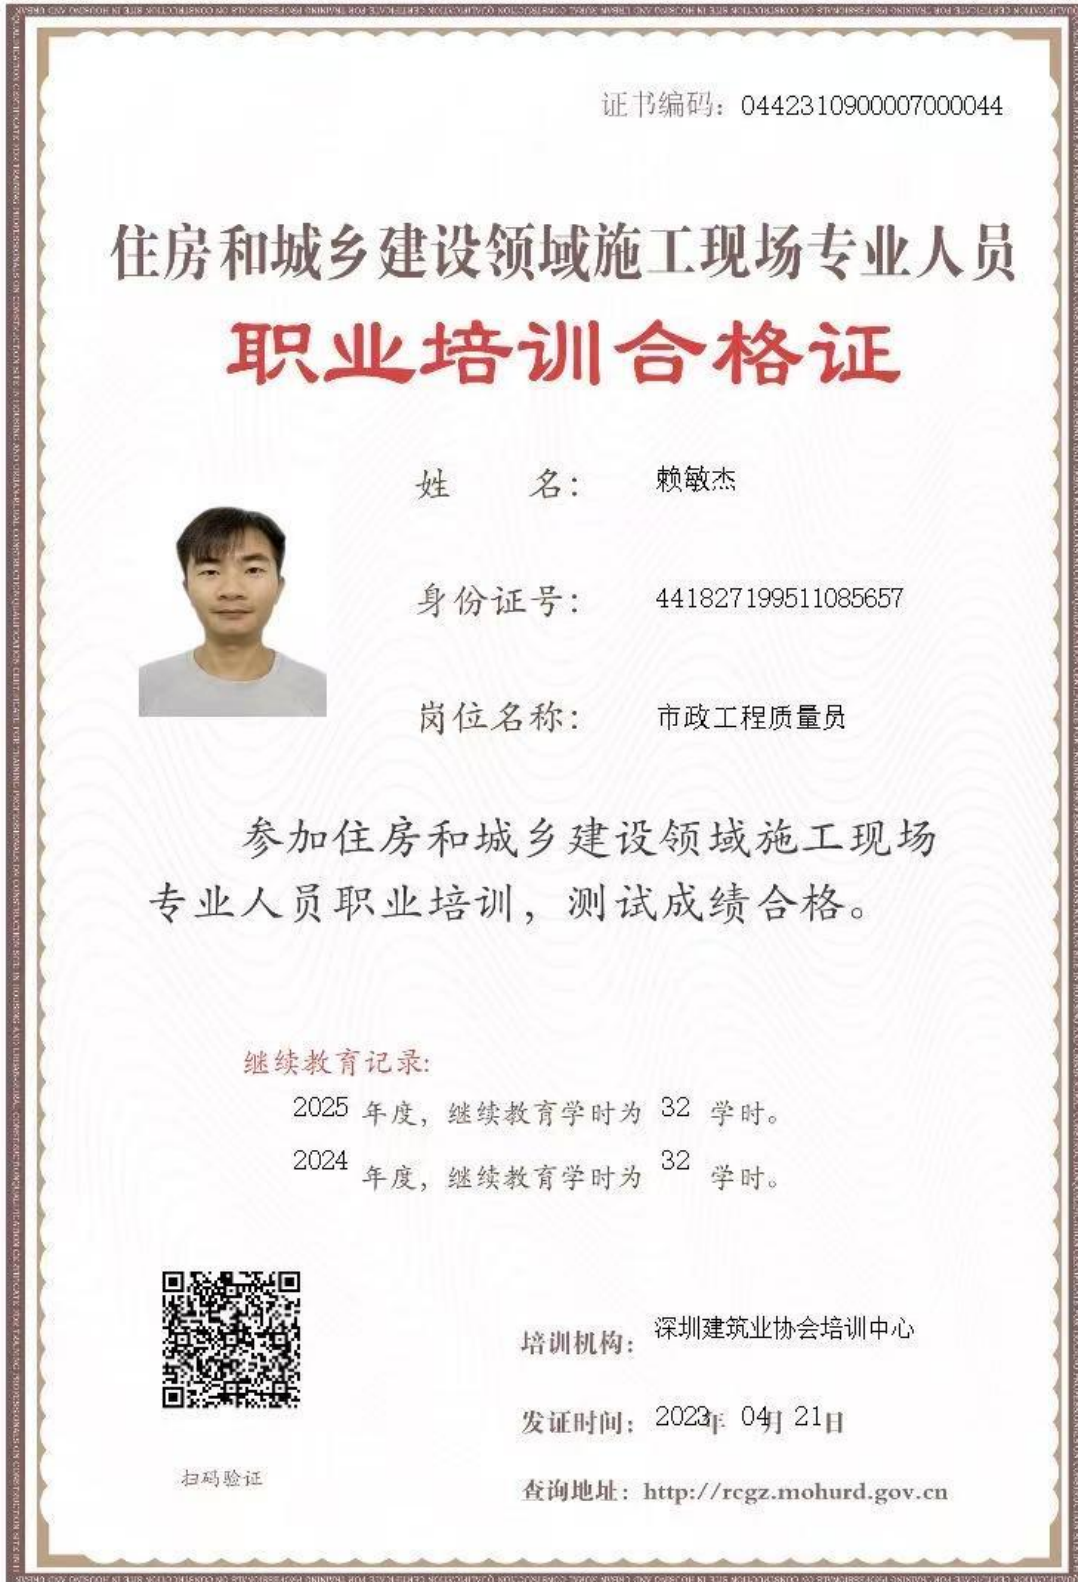 证书编码：0442310900007000044
住房和城乡建设领域施工现场专业人员
职业培训合格证
姓 名： 赖敏杰
身份证号： 441827199511085657
岗位名称： 市政工程质量员
参加住房和城乡建设领域施工现场
专业人员职业培训，测试成绩合格。
继续教育记录:
2025 年度，继续教育学时为 32 学时。
2024 年度，继续教育学时为 32 学时。
培训机构： 深圳建筑业协会培训中心
发证时间： 2023年 04月 21日
扫码验证
查询地址：http://rcgz.mohurd.gov.cn